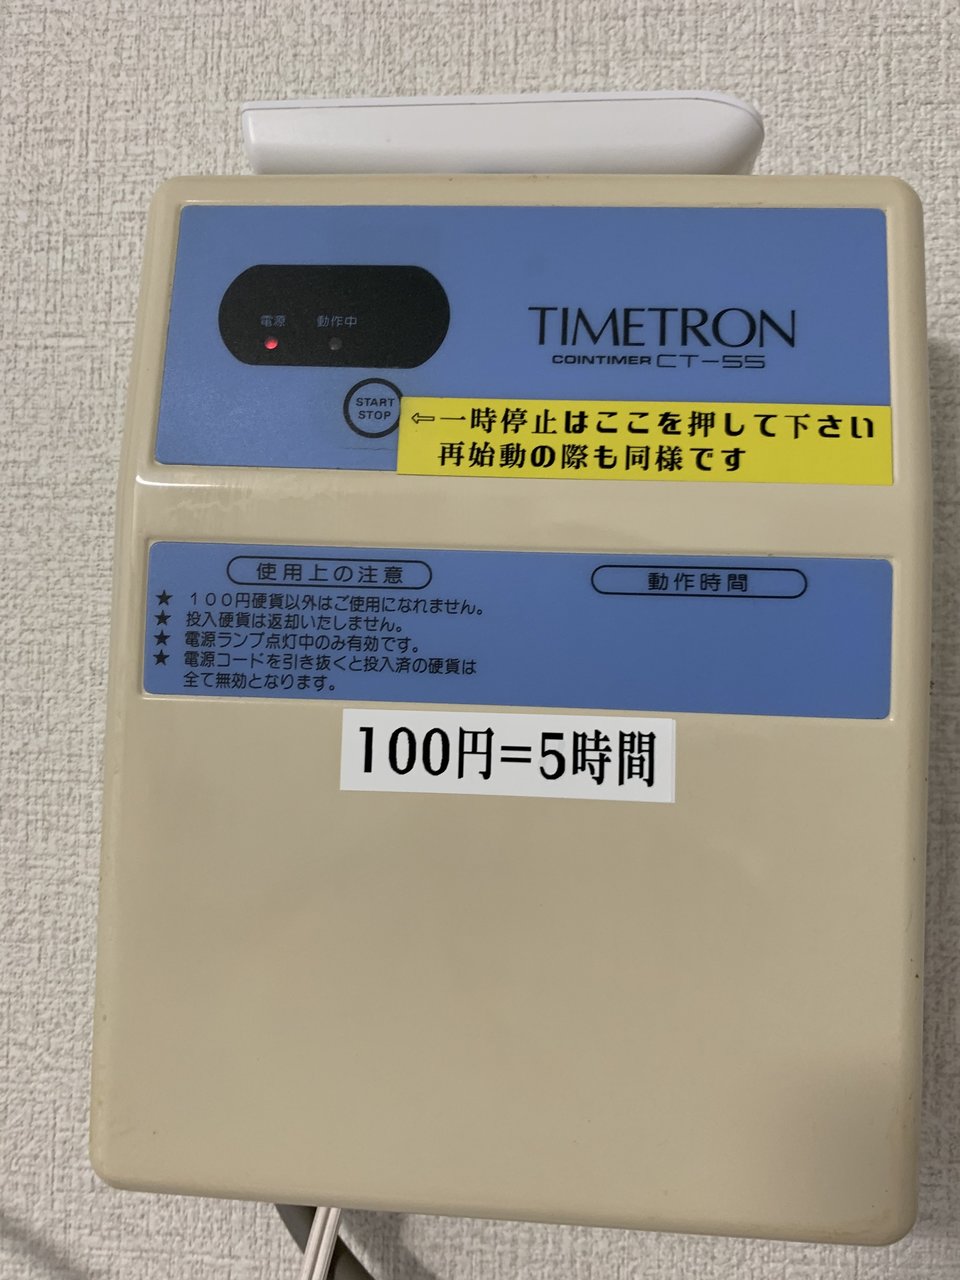 電源 動作中
TIMETRON
COINTIMER CT-55
START
STOP
⇦一時停止はここを押して下さい
再始動の際も同様です
使用上の注意
★ 100円硬貨以外はご使用になれません。
★ 投入硬貨は返却いたしません。
★ 電源ランプ点灯中のみ有効です。
★ 電源コードを引き抜くと投入済の硬貨は
全て無効となります。
動作時間
100円=5時間